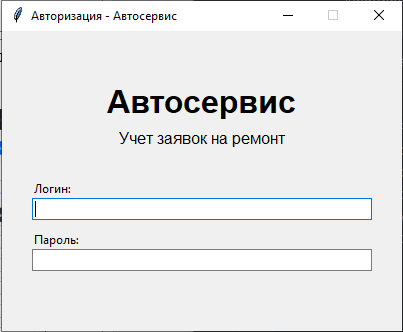 Авторизация - Автосервис
Автосервис
Учет заявок на ремонт
Логин:
Пароль: